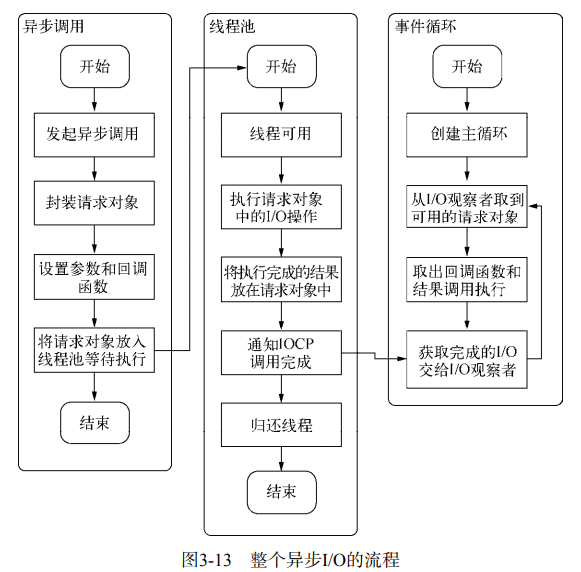 异步调用
开始
发起异步调用
封装请求对象
设置参数和回调
函数
将请求对象放入
线程池等待执行
结束
线程池
开始
线程可用
执行请求对象
中的I/O操作
将执行完成的结果
放在请求对象中
通知IOCP
调用完成
归还线程
结束
事件循环
开始
创建主循环
从I/O观察者取到
可用的请求对象
取出回调函数和
结果调用执行
获取完成的I/O
交给I/O观察者
图3-13 整个异步I/O的流程